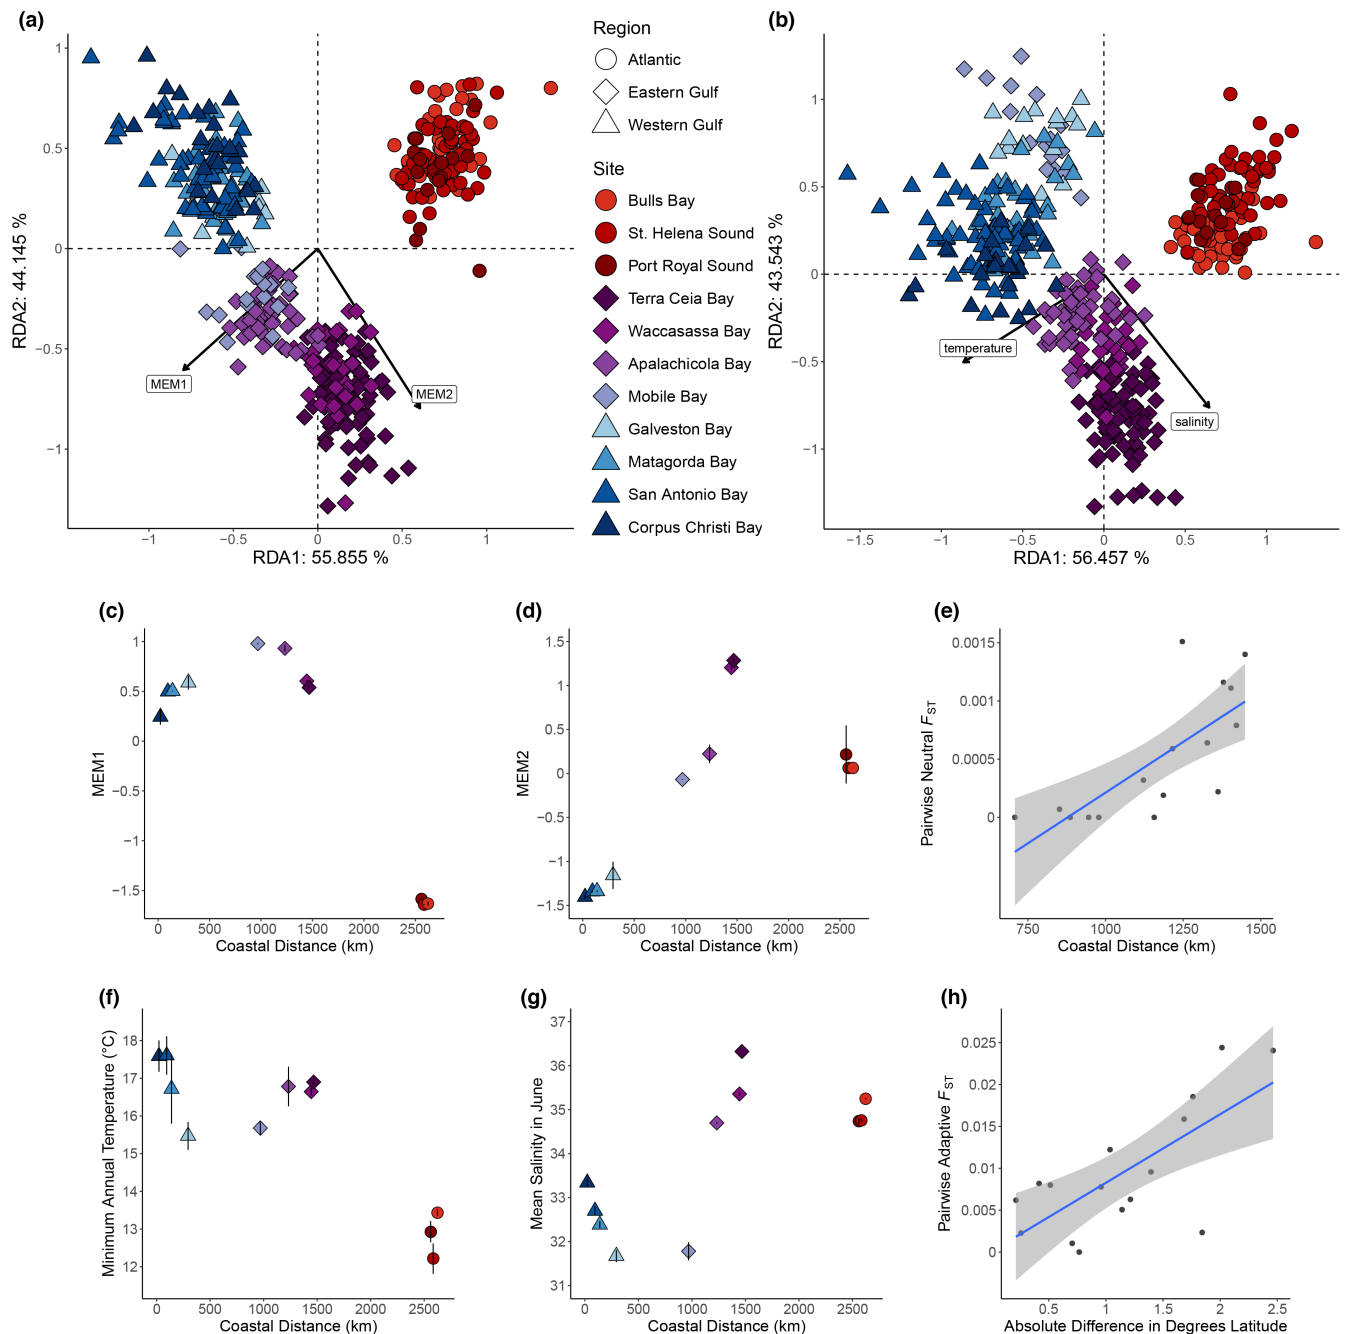 (a)
1
0.5
0
−0.5
−1
RDA2: 44.145 %
MEM1
MEM2
−1
−0.5
0
0.5
1
RDA1: 55.855 %
Region
Atlantic
Eastern Gulf
Western Gulf
Site
Bulls Bay
St. Helena Sound
Port Royal Sound
Terra Ceia Bay
Waccasassa Bay
Apalachicola Bay
Mobile Bay
Galveston Bay
Matagorda Bay
San Antonio Bay
Corpus Christi Bay
(b)
1
0.5
0
−0.5
−1
RDA2: 43.543 %
temperature
salinity
−1.5
−1
−0.5
0
0.5
1
RDA1: 56.457 %
(c)
1
0.5
0
−0.5
−1
−1.5
MEM1
0
500
1000
1500
2000
2500
Coastal Distance (km)
(d)
1.5
1
0.5
0
−0.5
−1
−1.5
MEM2
0
500
1000
1500
2000
2500
Coastal Distance (km)
(e)
0.0015
0.001
0.0005
0
Pairwise Neutral FST
750
1000
1250
1500
Coastal Distance (km)
(f)
18
17
16
15
14
13
12
Minimum Annual Temperature (°C)
0
500
1000
1500
2000
2500
Coastal Distance (km)
(g)
37
36
35
34
33
32
31
Mean Salinity in June
0
500
1000
1500
2000
2500
Coastal Distance (km)
(h)
0.025
0.02
0.015
0.01
0.005
0
Pairwise Adaptive FST
0.5
1
1.5
2
2.5
Absolute Difference in Degrees Latitude